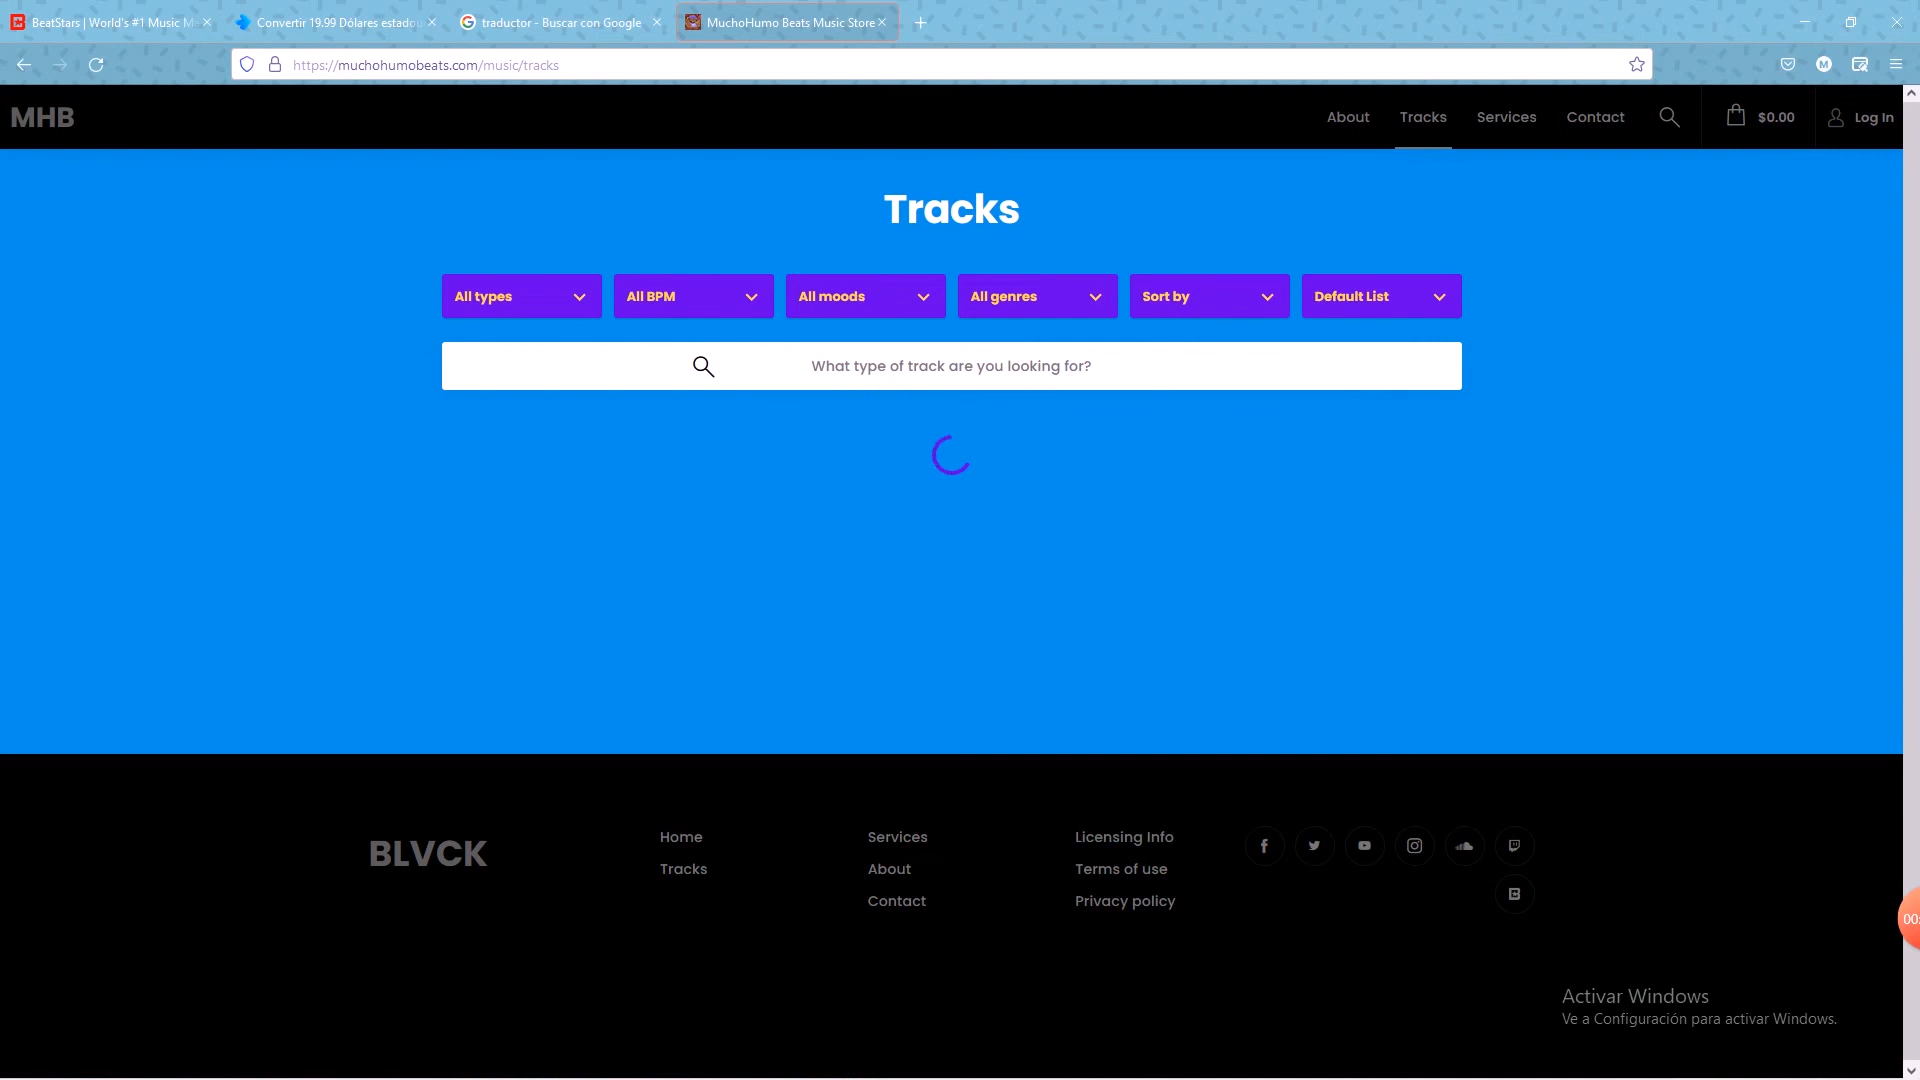 BeatStars | World's #1 Music M
Convertir 19.99 Dólares estado
traductor - Buscar con Google
MuchoHumo Beats Music Store
https://muchohumobeats.com/music/tracks
M
MHB
About
Tracks
Services
Contact
$0.00
Log In
Tracks
All types
All BPM
All moods
All genres
Sort by
Default List
What type of track are you looking for?
BLVCK
Home
Tracks
Services
About
Contact
Licensing Info
Terms of use
Privacy policy
00:
Activar Windows
Ve a Configuración para activar Windows.